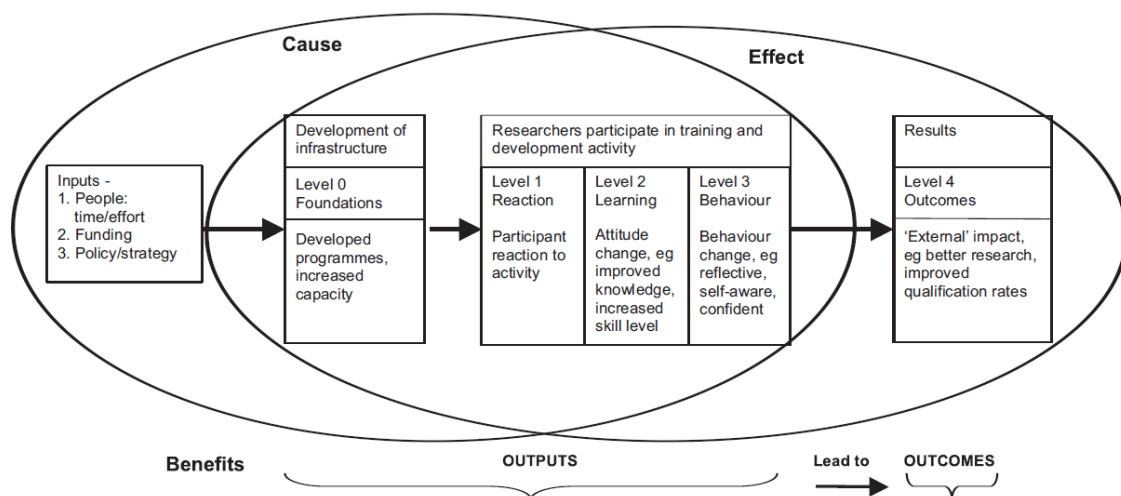 Cause
Effect
Inputs -
1. People:
time/effort
2. Funding
3. Policy/strategy
Development of
infrastructure
Level 0
Foundations
Developed
programmes,
increased
capacity
Researchers participate in training and
development activity
Level 1
Reaction
Participant
reaction to
activity
Level 2
Learning
Attitude
change, eg
improved
knowledge,
increased
skill level
Level 3
Behaviour
Behaviour
change, eg
reflective,
self-aware,
confident
Results
Level 4
Outcomes
‘External’ impact,
eg better research,
improved
qualification rates
Benefits
OUTPUTS
Lead to
OUTCOMES